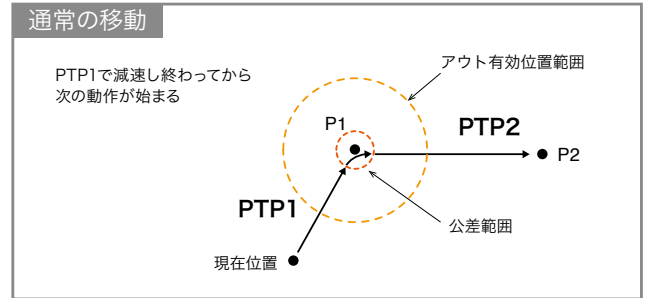 通常の移動
PTP1で減速し終わってから
次の動作が始まる
アウト有効位置範囲
P1
PTP2
P2
PTP1
公差範囲
現在位置